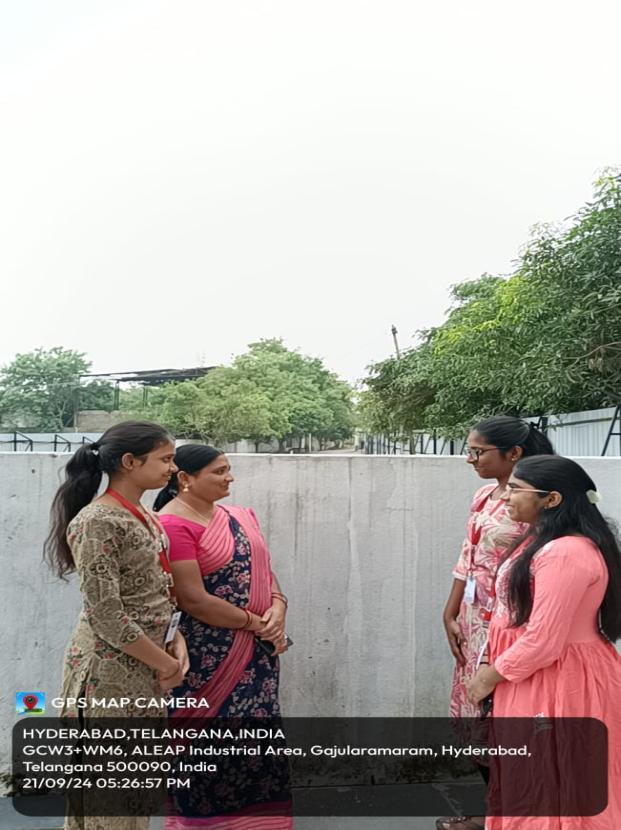 GPS MAP CAMERA
HYDERABAD,TELANGANA,INDIA
GCW3+WM6, ALEAP Industrial Area, Gajularamaram, Hyderabad,
Telangana 500090, India
21/09/24 05:26:57 PM